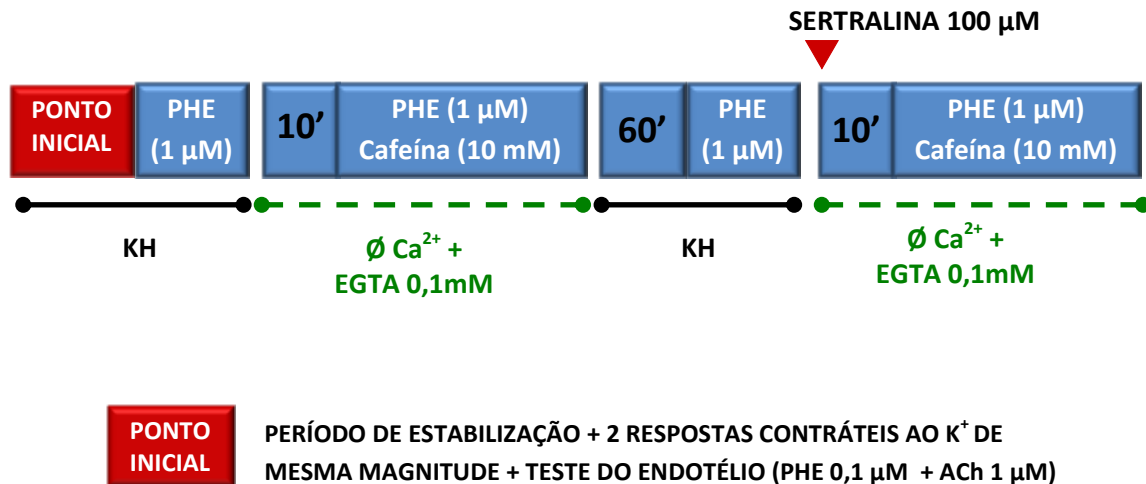 SERTRALINA 100 µM
PONTO
INICIAL
PHE
(1 µM)
10’
PHE (1 µM)
Cafeína (10 mM)
60’
PHE
(1 µM)
10’
PHE (1 µM)
Cafeína (10 mM)
KH
Ø Ca²⁺ +
EGTA 0,1mM
KH
Ø Ca²⁺ +
EGTA 0,1mM
PONTO
INICIAL
PERÍODO DE ESTABILIZAÇÃO + 2 RESPOSTAS CONTRÁTEIS AO K⁺ DE
MESMA MAGNITUDE + TESTE DO ENDOTÉLIO (PHE 0,1 µM + ACh 1 µM)